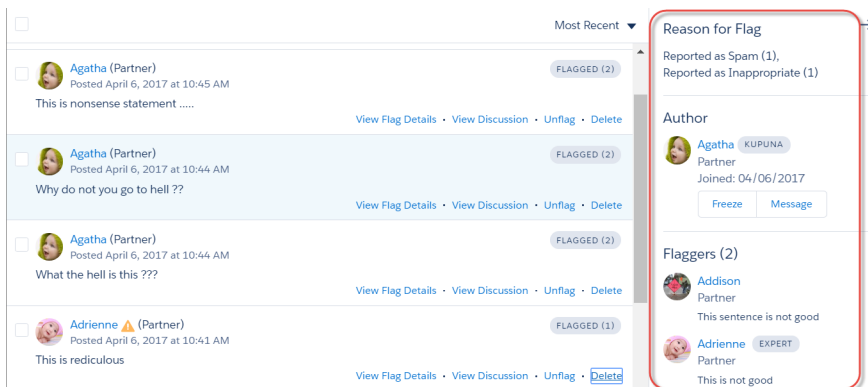 Most Recent
Agatha (Partner)
FLAGGED (2)
Posted April 6, 2017 at 10:45 AM
This is nonsense statement .....
View Flag Details • View Discussion • Unflag • Delete
Agatha (Partner)
FLAGGED (2)
Posted April 6, 2017 at 10:44 AM
Why do not you go to hell ??
View Flag Details • View Discussion • Unflag • Delete
Agatha (Partner)
FLAGGED (2)
Posted April 6, 2017 at 10:44 AM
What the hell is this ???
View Flag Details • View Discussion • Unflag • Delete
Adrienne (Partner)
FLAGGED (1)
Posted April 6, 2017 at 10:41 AM
This is rediculous
View Flag Details • View Discussion • Unflag • Delete
Reason for Flag
Reported as Spam (1),
Reported as Inappropriate (1)
Author
Agatha KUPUNA
Partner
Joined: 04/06/2017
Freeze Message
Flaggers (2)
Addison
Partner
This sentence is not good
Adrienne EXPERT
Partner
This is not good